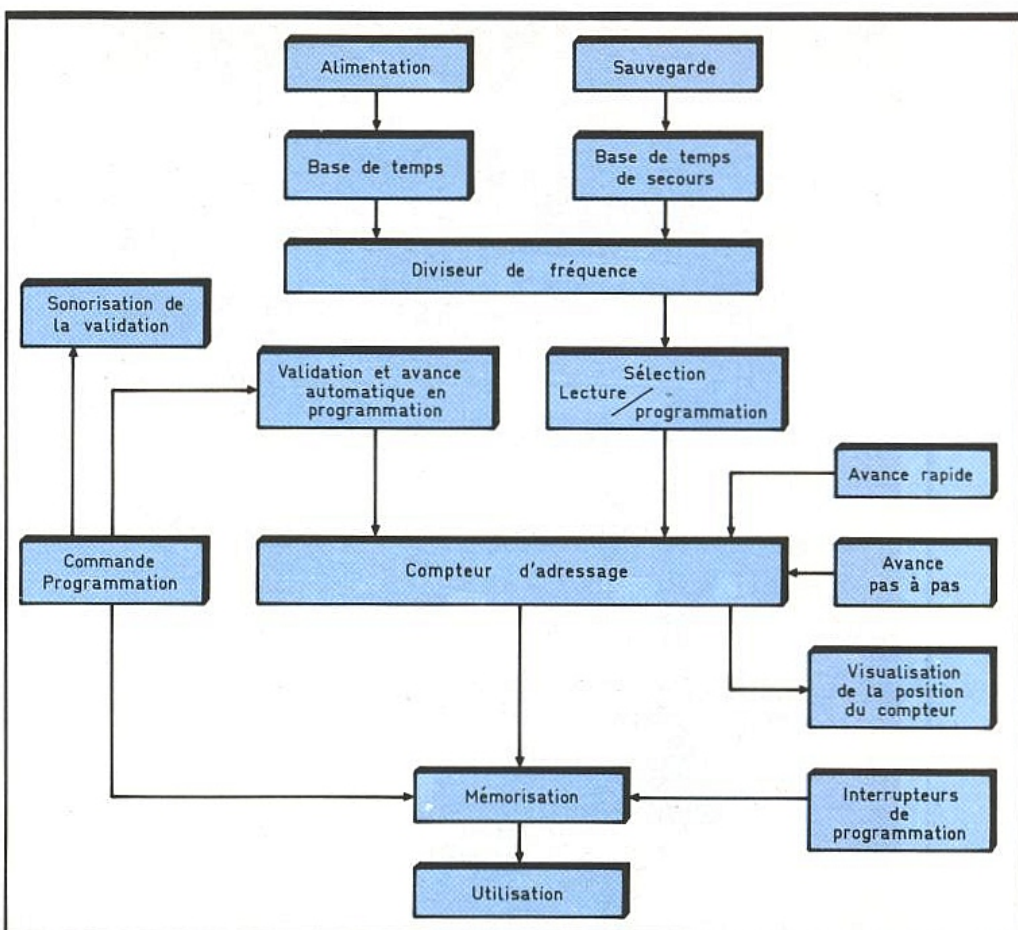 Alimentation
Sauvegarde
Base de temps
Base de temps
de secours
Diviseur de fréquence
Sonorisation de
la validation
Validation et avance
automatique en
programmation
Sélection
Lecture
programmation
Avance rapide
Commande
Programmation
Compteur d'adressage
Avance
pas à pas
Visualisation
de la position
du compteur
Mémorisation
Interrupteurs
de
programmation
Utilisation